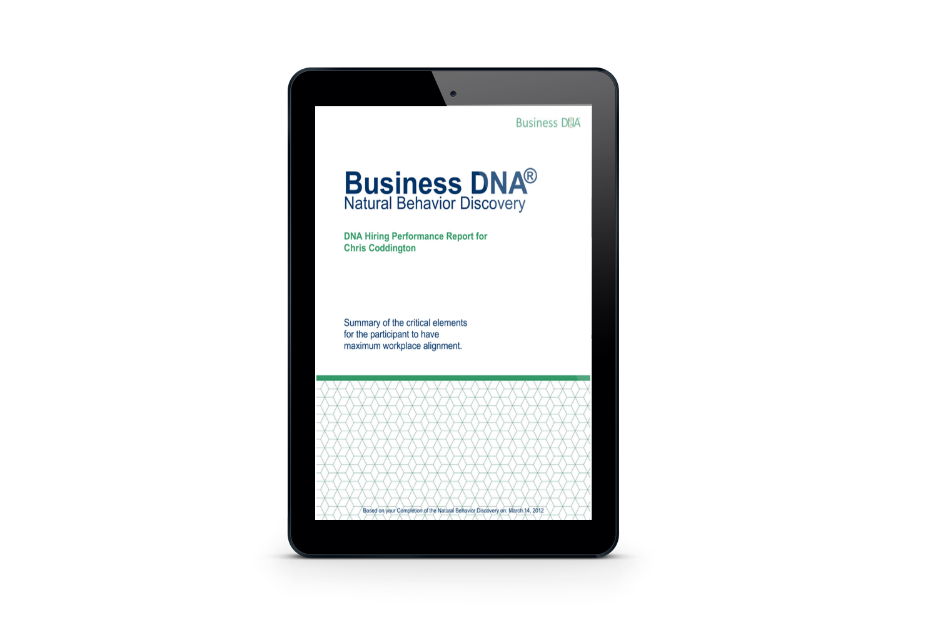 Business DNA
Business DNA®
Natural Behavior Discovery
DNA Hiring Performance Report for
Chris Coddington
Summary of the critical elements
for the participant to have
maximum workplace alignment.
Based on your Completion of the Natural Behavior Discovery on: March 14, 2012